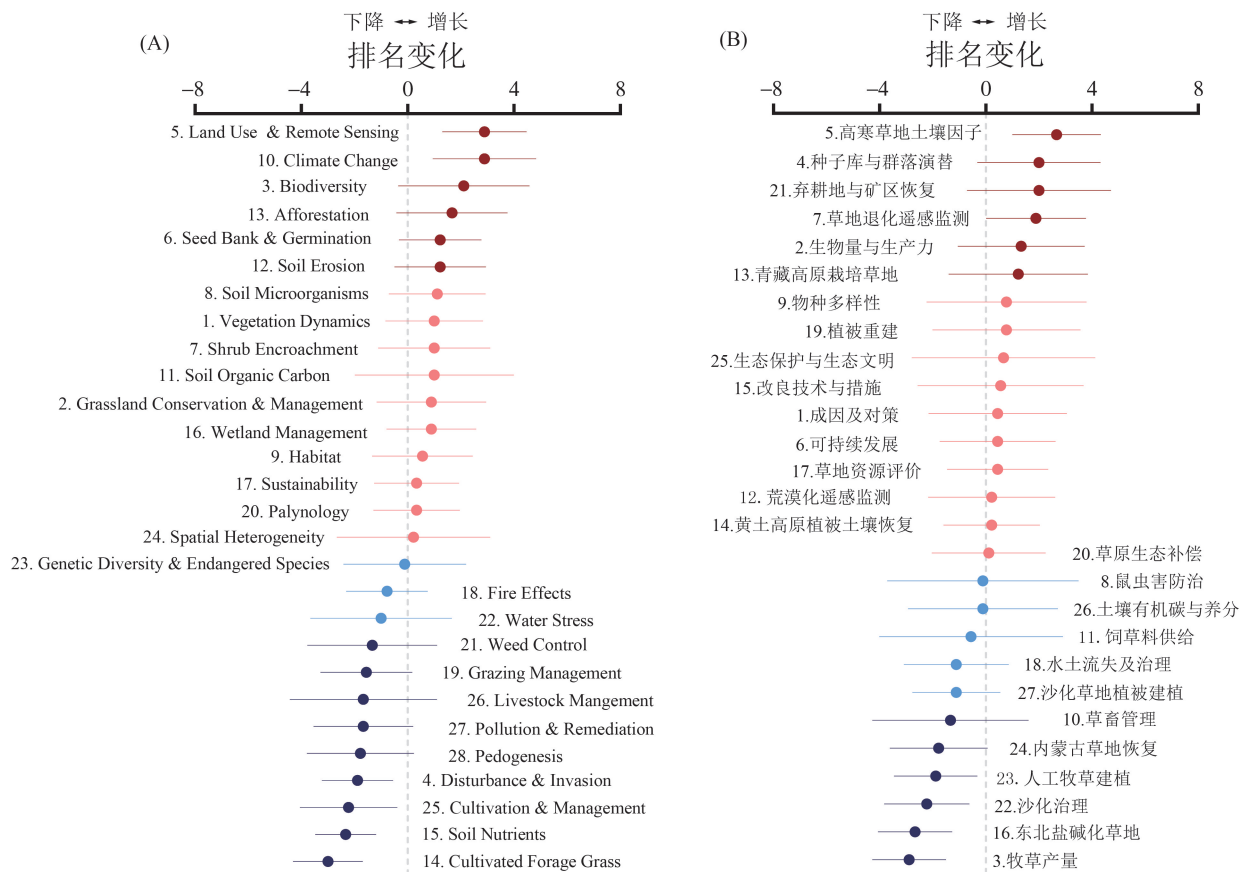 (A)
下降 ↔ 增长
排名变化
−8 −4 0 4 8
5. Land Use & Remote Sensing
10. Climate Change
3. Biodiversity
13. Afforestation
6. Seed Bank & Germination
12. Soil Erosion
8. Soil Microorganisms
1. Vegetation Dynamics
7. Shrub Encroachment
11. Soil Organic Carbon
2. Grassland Conservation & Management
16. Wetland Management
9. Habitat
17. Sustainability
20. Palynology
24. Spatial Heterogeneity
23. Genetic Diversity & Endangered Species
18. Fire Effects
22. Water Stress
21. Weed Control
19. Grazing Management
26. Livestock Mangement
27. Pollution & Remediation
28. Pedogenesis
4. Disturbance & Invasion
25. Cultivation & Management
15. Soil Nutrients
14. Cultivated Forage Grass
(B)
下降 ↔ 增长
排名变化
−8 −4 0 4 8
5.高寒草地土壤因子
4.种子库与群落演替
21.弃耕地与矿区恢复
7.草地退化遥感监测
2.生物量与生产力
13.青藏高原栽培草地
9.物种多样性
19.植被重建
25.生态保护与生态文明
15.改良技术与措施
1.成因及对策
6.可持续发展
17.草地资源评价
12. 荒漠化遥感监测
14.黄土高原植被土壤恢复
20.草原生态补偿
8.鼠虫害防治
26.土壤有机碳与养分
11. 饲草料供给
18.水土流失及治理
27.沙化草地植被建植
10.草畜管理
24.内蒙古草地恢复
23. 人工牧草建植
22.沙化治理
16.东北盐碱化草地
3.牧草产量